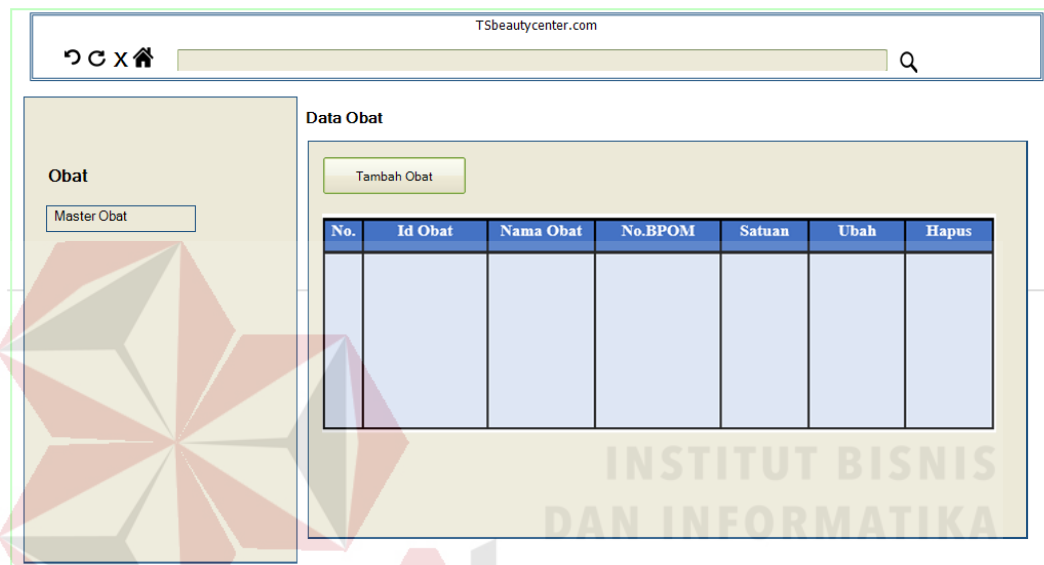 TSbeautycenter.com
X
Obat
Master Obat
Data Obat
Tambah Obat
No. Id Obat Nama Obat No.BPOM Satuan Ubah Hapus
INSTITUT BISNIS
DAN INFORMATIKA